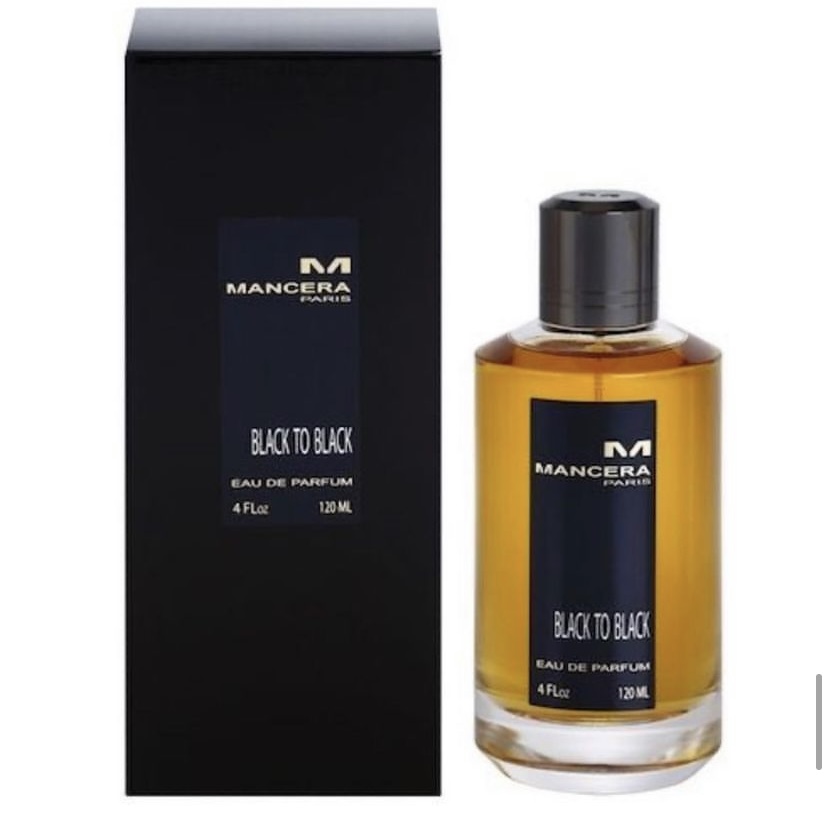 M
MANCERA
PARIS
BLACK TO BLACK
EAU DE PARFUM
4 FLoz 120 ML
M
MANCERA
PARIS
BLACK TO BLACK
EAU DE PARFUM
4 FLoz 120 ML